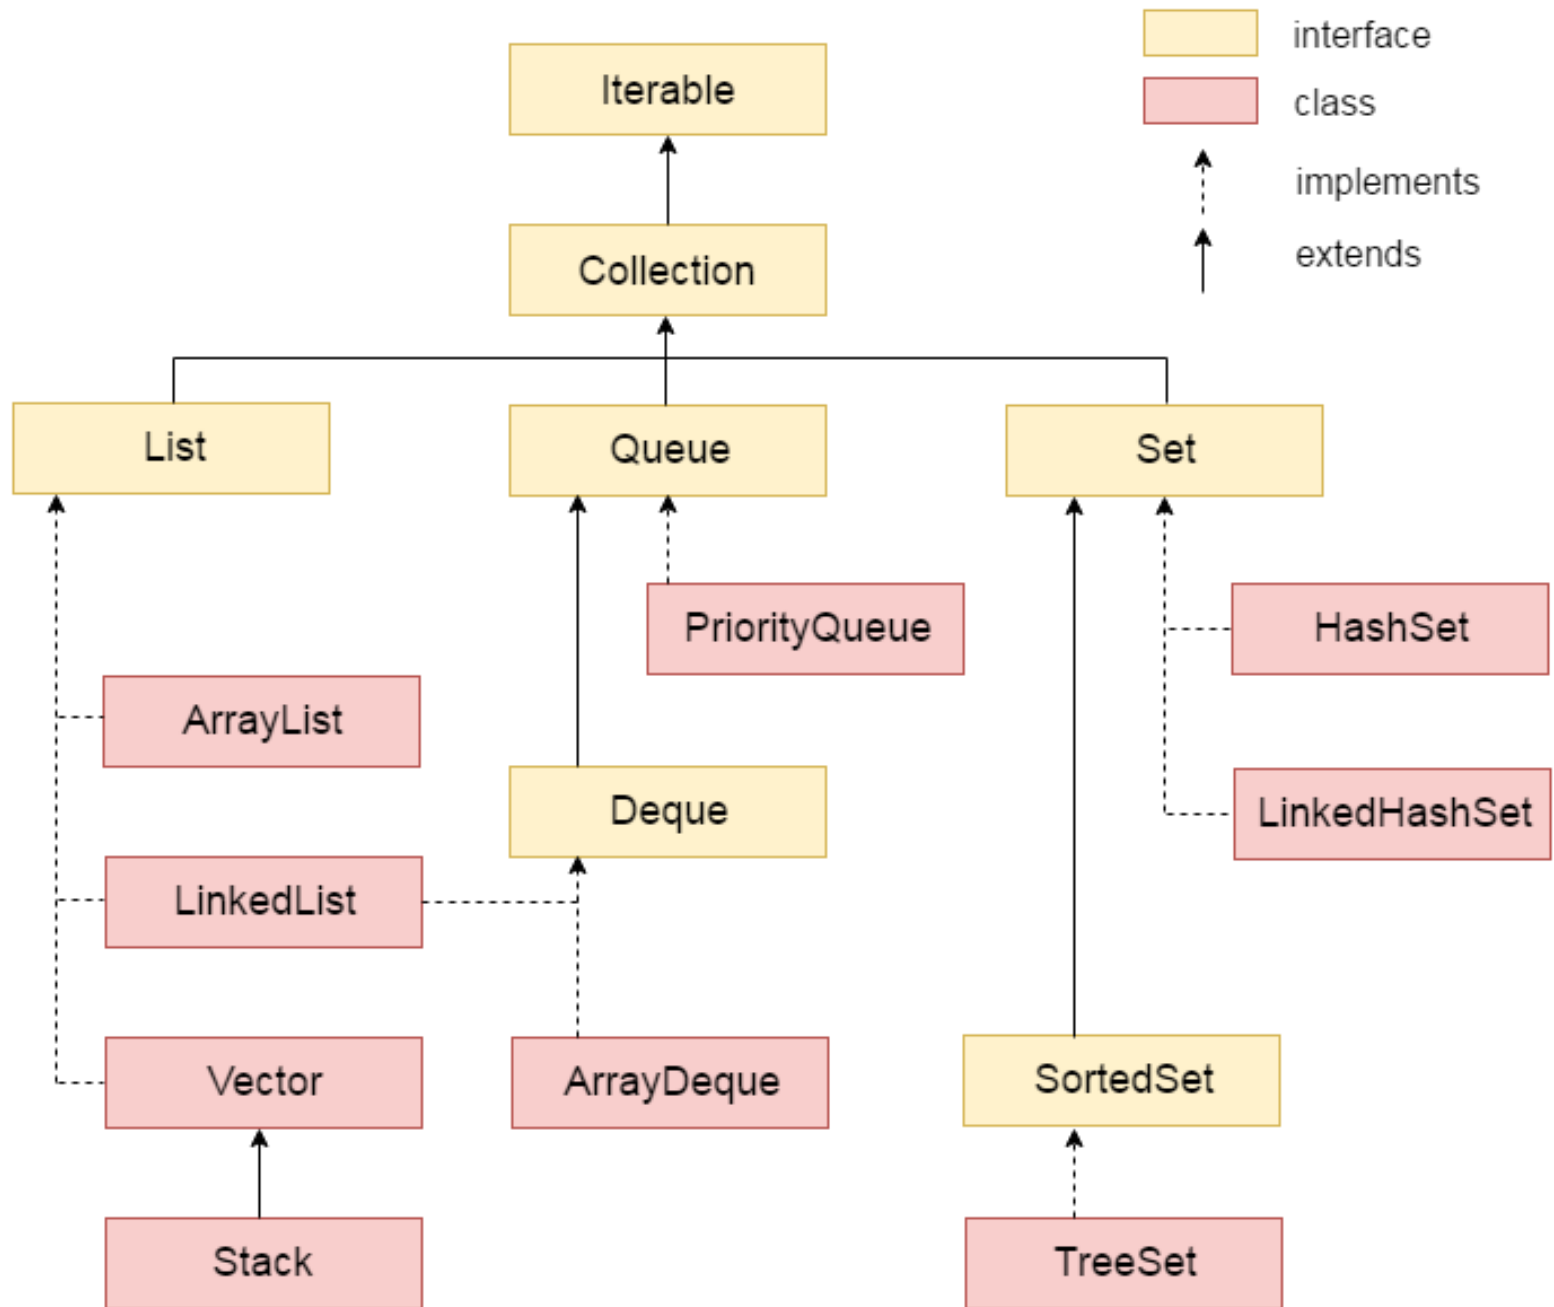 interface
Iterable
class
implements
Collection
extends
List
Queue
Set
PriorityQueue
HashSet
ArrayList
Deque
LinkedHashSet
LinkedList
Vector
ArrayDeque
SortedSet
Stack
TreeSet